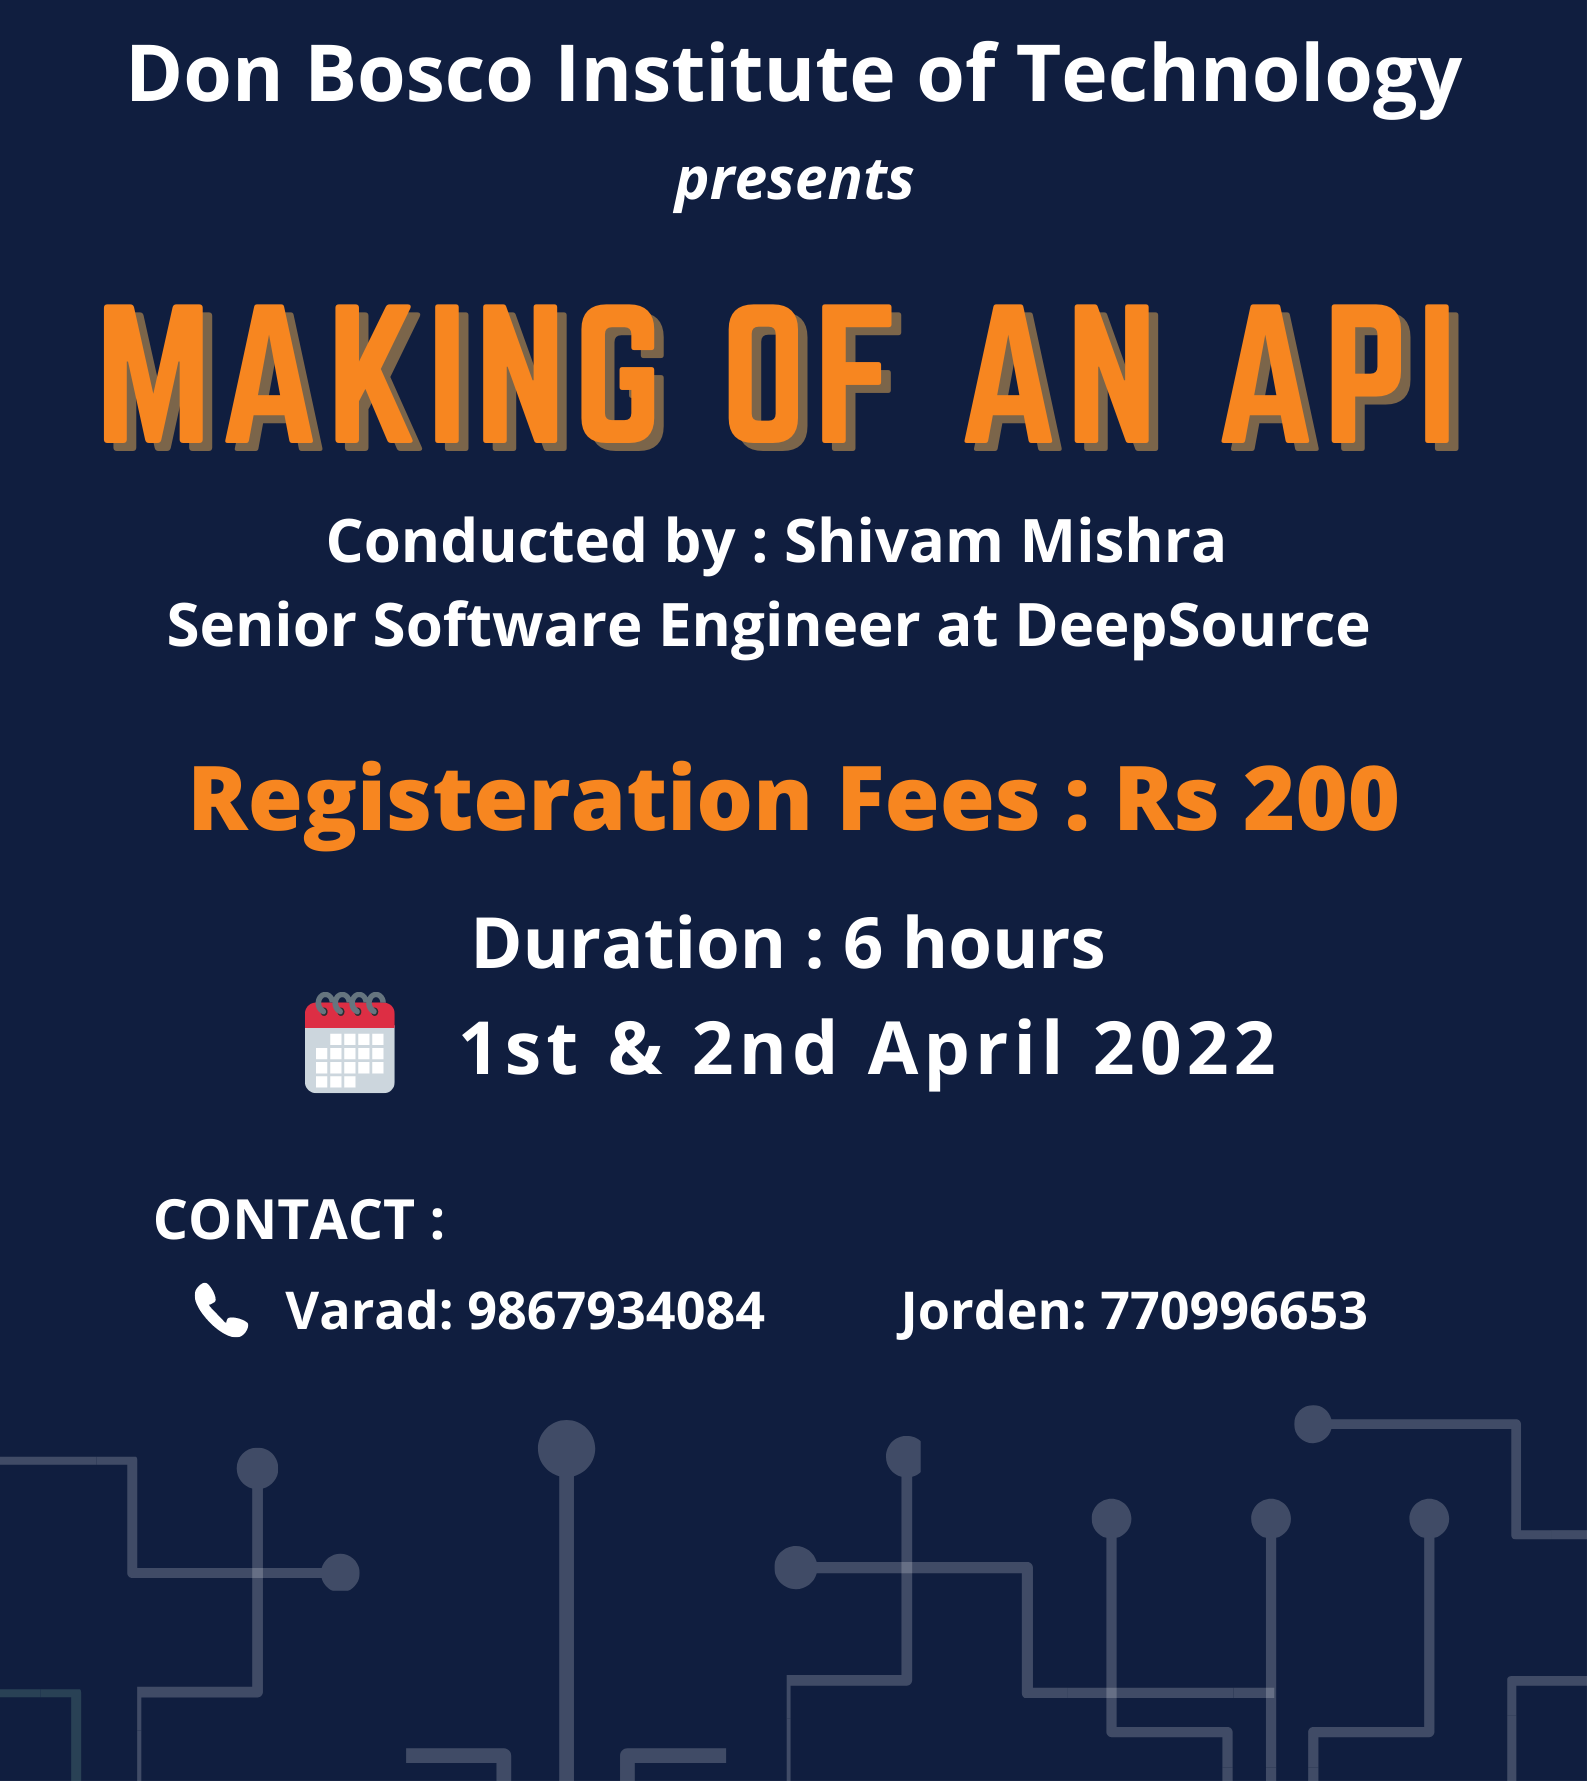 Don Bosco Institute of Technology
presents
MAKING OF AN API
Conducted by : Shivam Mishra
Senior Software Engineer at DeepSource
Registeration Fees : Rs 200
Duration : 6 hours
1st & 2nd April 2022
CONTACT :
Varad: 9867934084 Jorden: 770996653